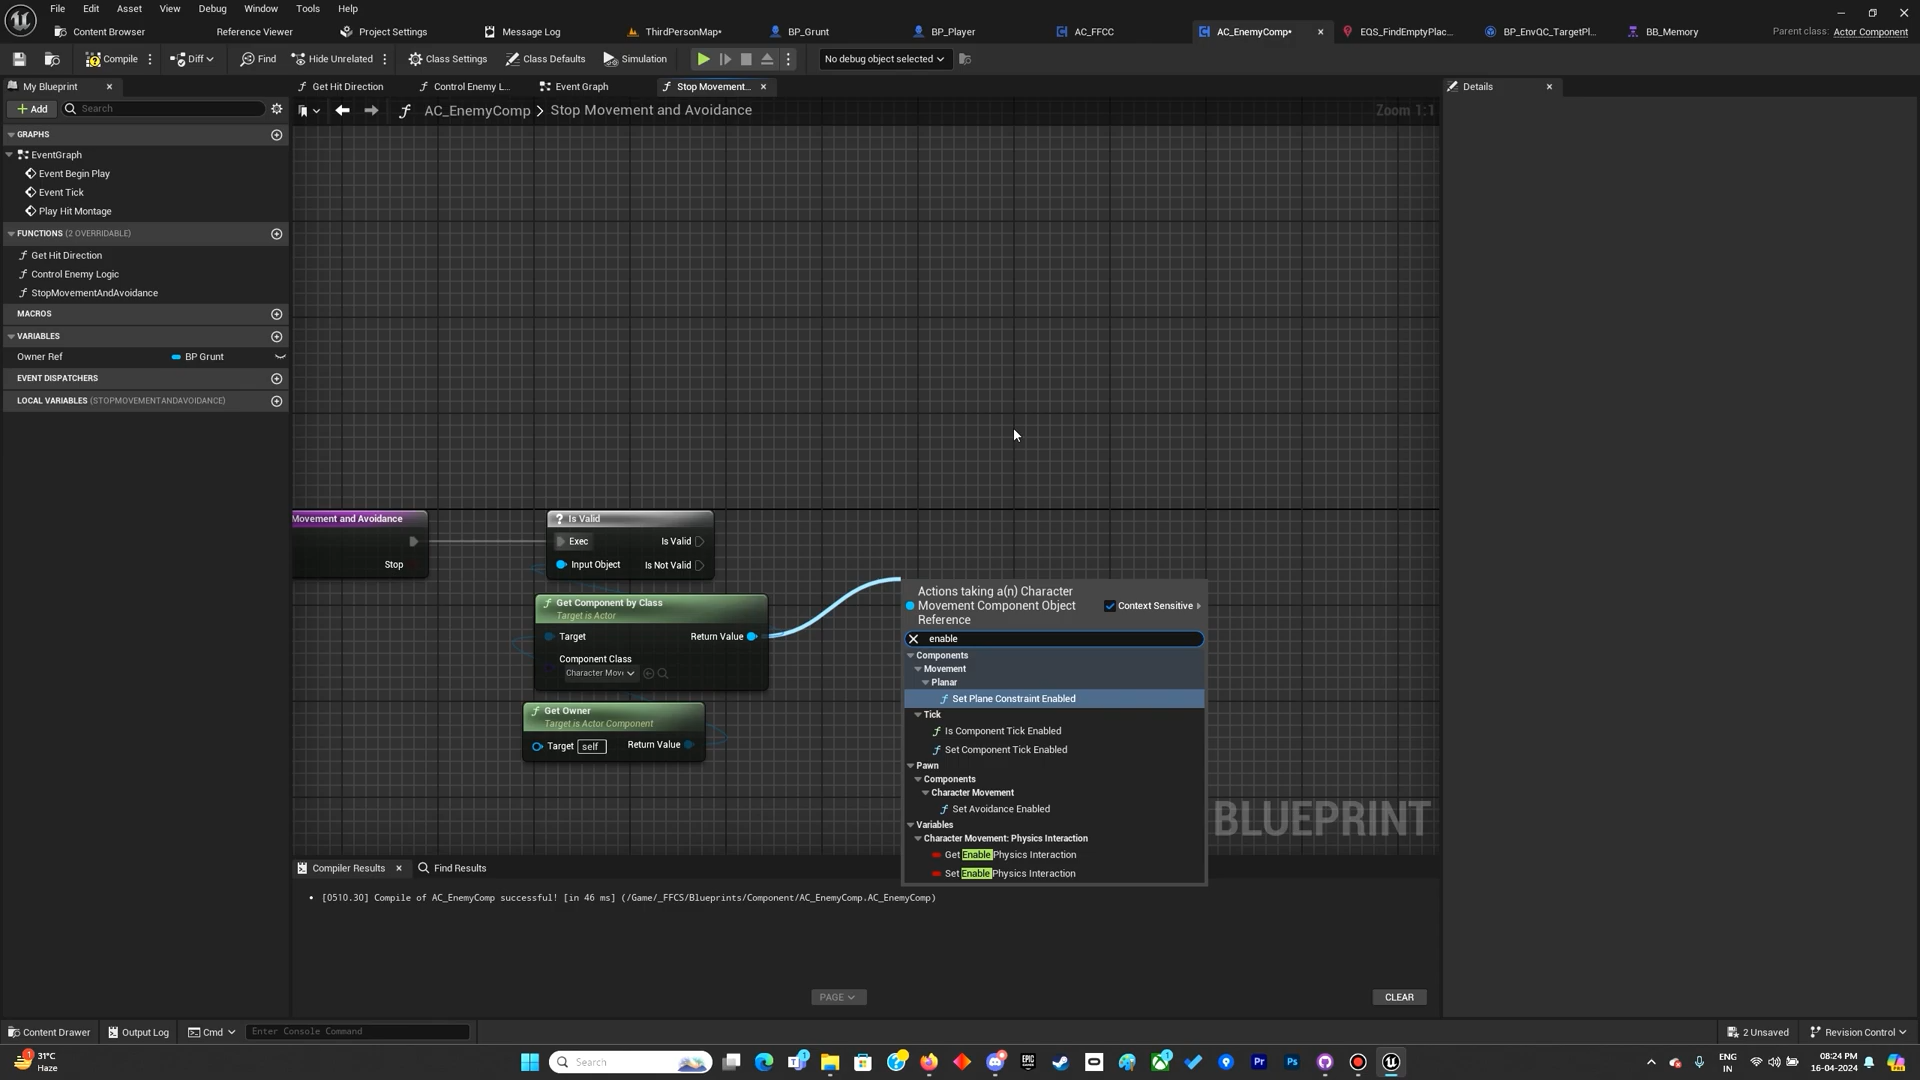 File Edit Asset View Debug Window Tools Help
Content Browser Reference Viewer Project Settings Message Log ThirdPersonMap* BP_Grunt BP_Player AC_FFCC AC_EnemyComp* EQS_FindEmptyPlac... BP_EnvQC_TargetPl... BB_Memory Parent class: Actor Component
Compile Diff Find Hide Unrelated Class Settings Class Defaults Simulation No debug object selected
My Blueprint Get Hit Direction Control Enemy L... Event Graph Stop Movement... Details
Add Search AC_EnemyComp > Stop Movement and Avoidance Zoom 1:1
GRAPHS
EventGraph
Event Begin Play
Event Tick
Play Hit Montage
FUNCTIONS (2 OVERRIDABLE)
Get Hit Direction
Control Enemy Logic
StopMovementAndAvoidance
MACROS
VARIABLES
Owner Ref BP Grunt
EVENT DISPATCHERS
LOCAL VARIABLES (STOPMOVEMENTANDAVOIDANCE)
Movement and Avoidance
Stop
? Is Valid
Exec Is Valid
Input Object Is Not Valid
Get Component by Class
Target is Actor
Target Return Value
Component Class
Character Mov
Get Owner
Target is Actor Component
Target self Return Value
Actions taking a(n) Character
Movement Component Object
Reference
Context Sensitive
enable
Components
Movement
Planar
Set Plane Constraint Enabled
Tick
Is Component Tick Enabled
Set Component Tick Enabled
Pawn
Components
Character Movement
Set Avoidance Enabled
Variables
Character Movement: Physics Interaction
Get Enable Physics Interaction
Set Enable Physics Interaction
BLUEPRINT
Compiler Results Find Results
[0510.30] Compile of AC_EnemyComp successful! [in 46 ms] (/Game/_FFCS/Blueprints/Component/AC_EnemyComp.AC_EnemyComp)
PAGE CLEAR
Content Drawer Output Log Cmd Enter Console Command 2 Unsaved Revision Control
31°C
Haze
Search
ENG
IN
08:24 PM
16-04-2024